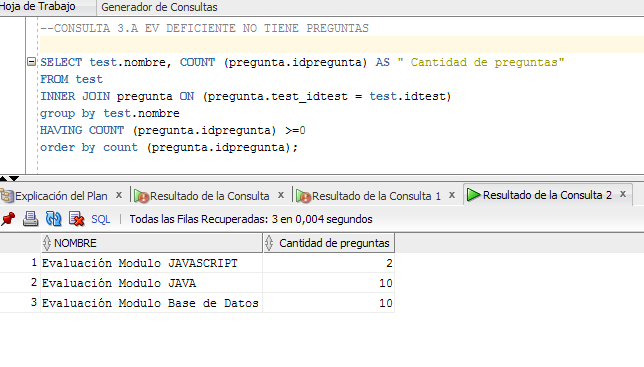 Hoja de Trabajo Generador de Consultas
--CONSULTA 3.A EV DEFICIENTE NO TIENE PREGUNTAS
SELECT test.nombre, COUNT (pregunta.idpregunta) AS " Cantidad de preguntas"
FROM test
INNER JOIN pregunta ON (pregunta.test_idtest = test.idtest)
group by test.nombre
HAVING COUNT (pregunta.idpregunta) >=0
order by count (pregunta.idpregunta);
Explicación del Plan x Resultado de la Consulta x Resultado de la Consulta 1 x Resultado de la Consulta 2 x
SQL | Todas las Filas Recuperadas: 3 en 0,004 segundos
NOMBRE Cantidad de preguntas
1 Evaluación Modulo JAVASCRIPT 2
2 Evaluación Modulo JAVA 10
3 Evaluación Modulo Base de Datos 10